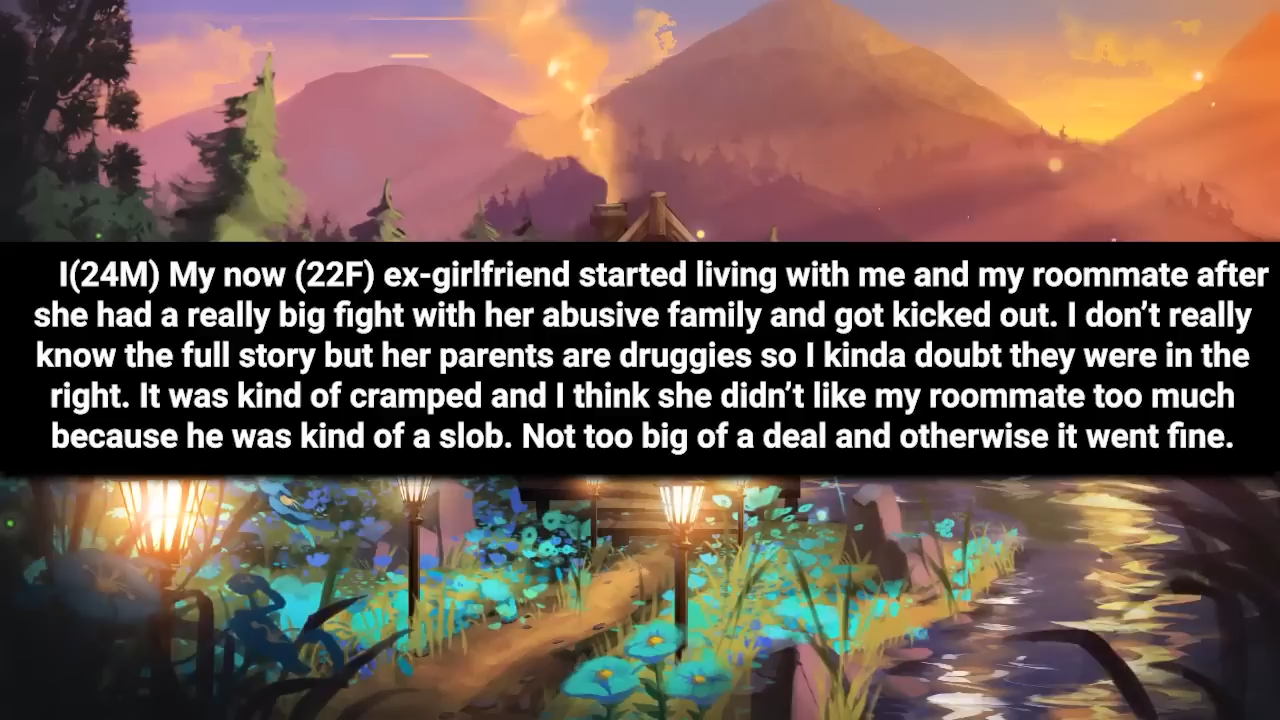 I(24M) My now (22F) ex-girlfriend started living with me and my roommate after
she had a really big fight with her abusive family and got kicked out. I don’t really
know the full story but her parents are druggies so I kinda doubt they were in the
right. It was kind of cramped and I think she didn’t like my roommate too much
because he was kind of a slob. Not too big of a deal and otherwise it went fine.